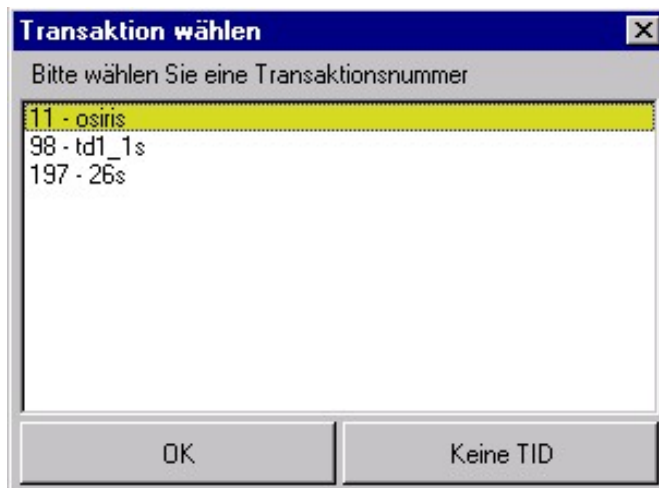 Transaktion wählen
Bitte wählen Sie eine Transaktionsnummer
11 - osiris
98 - td1_1s
197 - 26s
OK
Keine TID